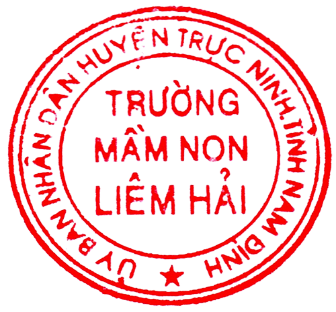 ỦY BAN NHÂN DÂN HUYỆN TRỰC NINH, TỈNH NAM ĐỊNH
TRƯỜNG
MẦM NON
LIÊM HẢI
★